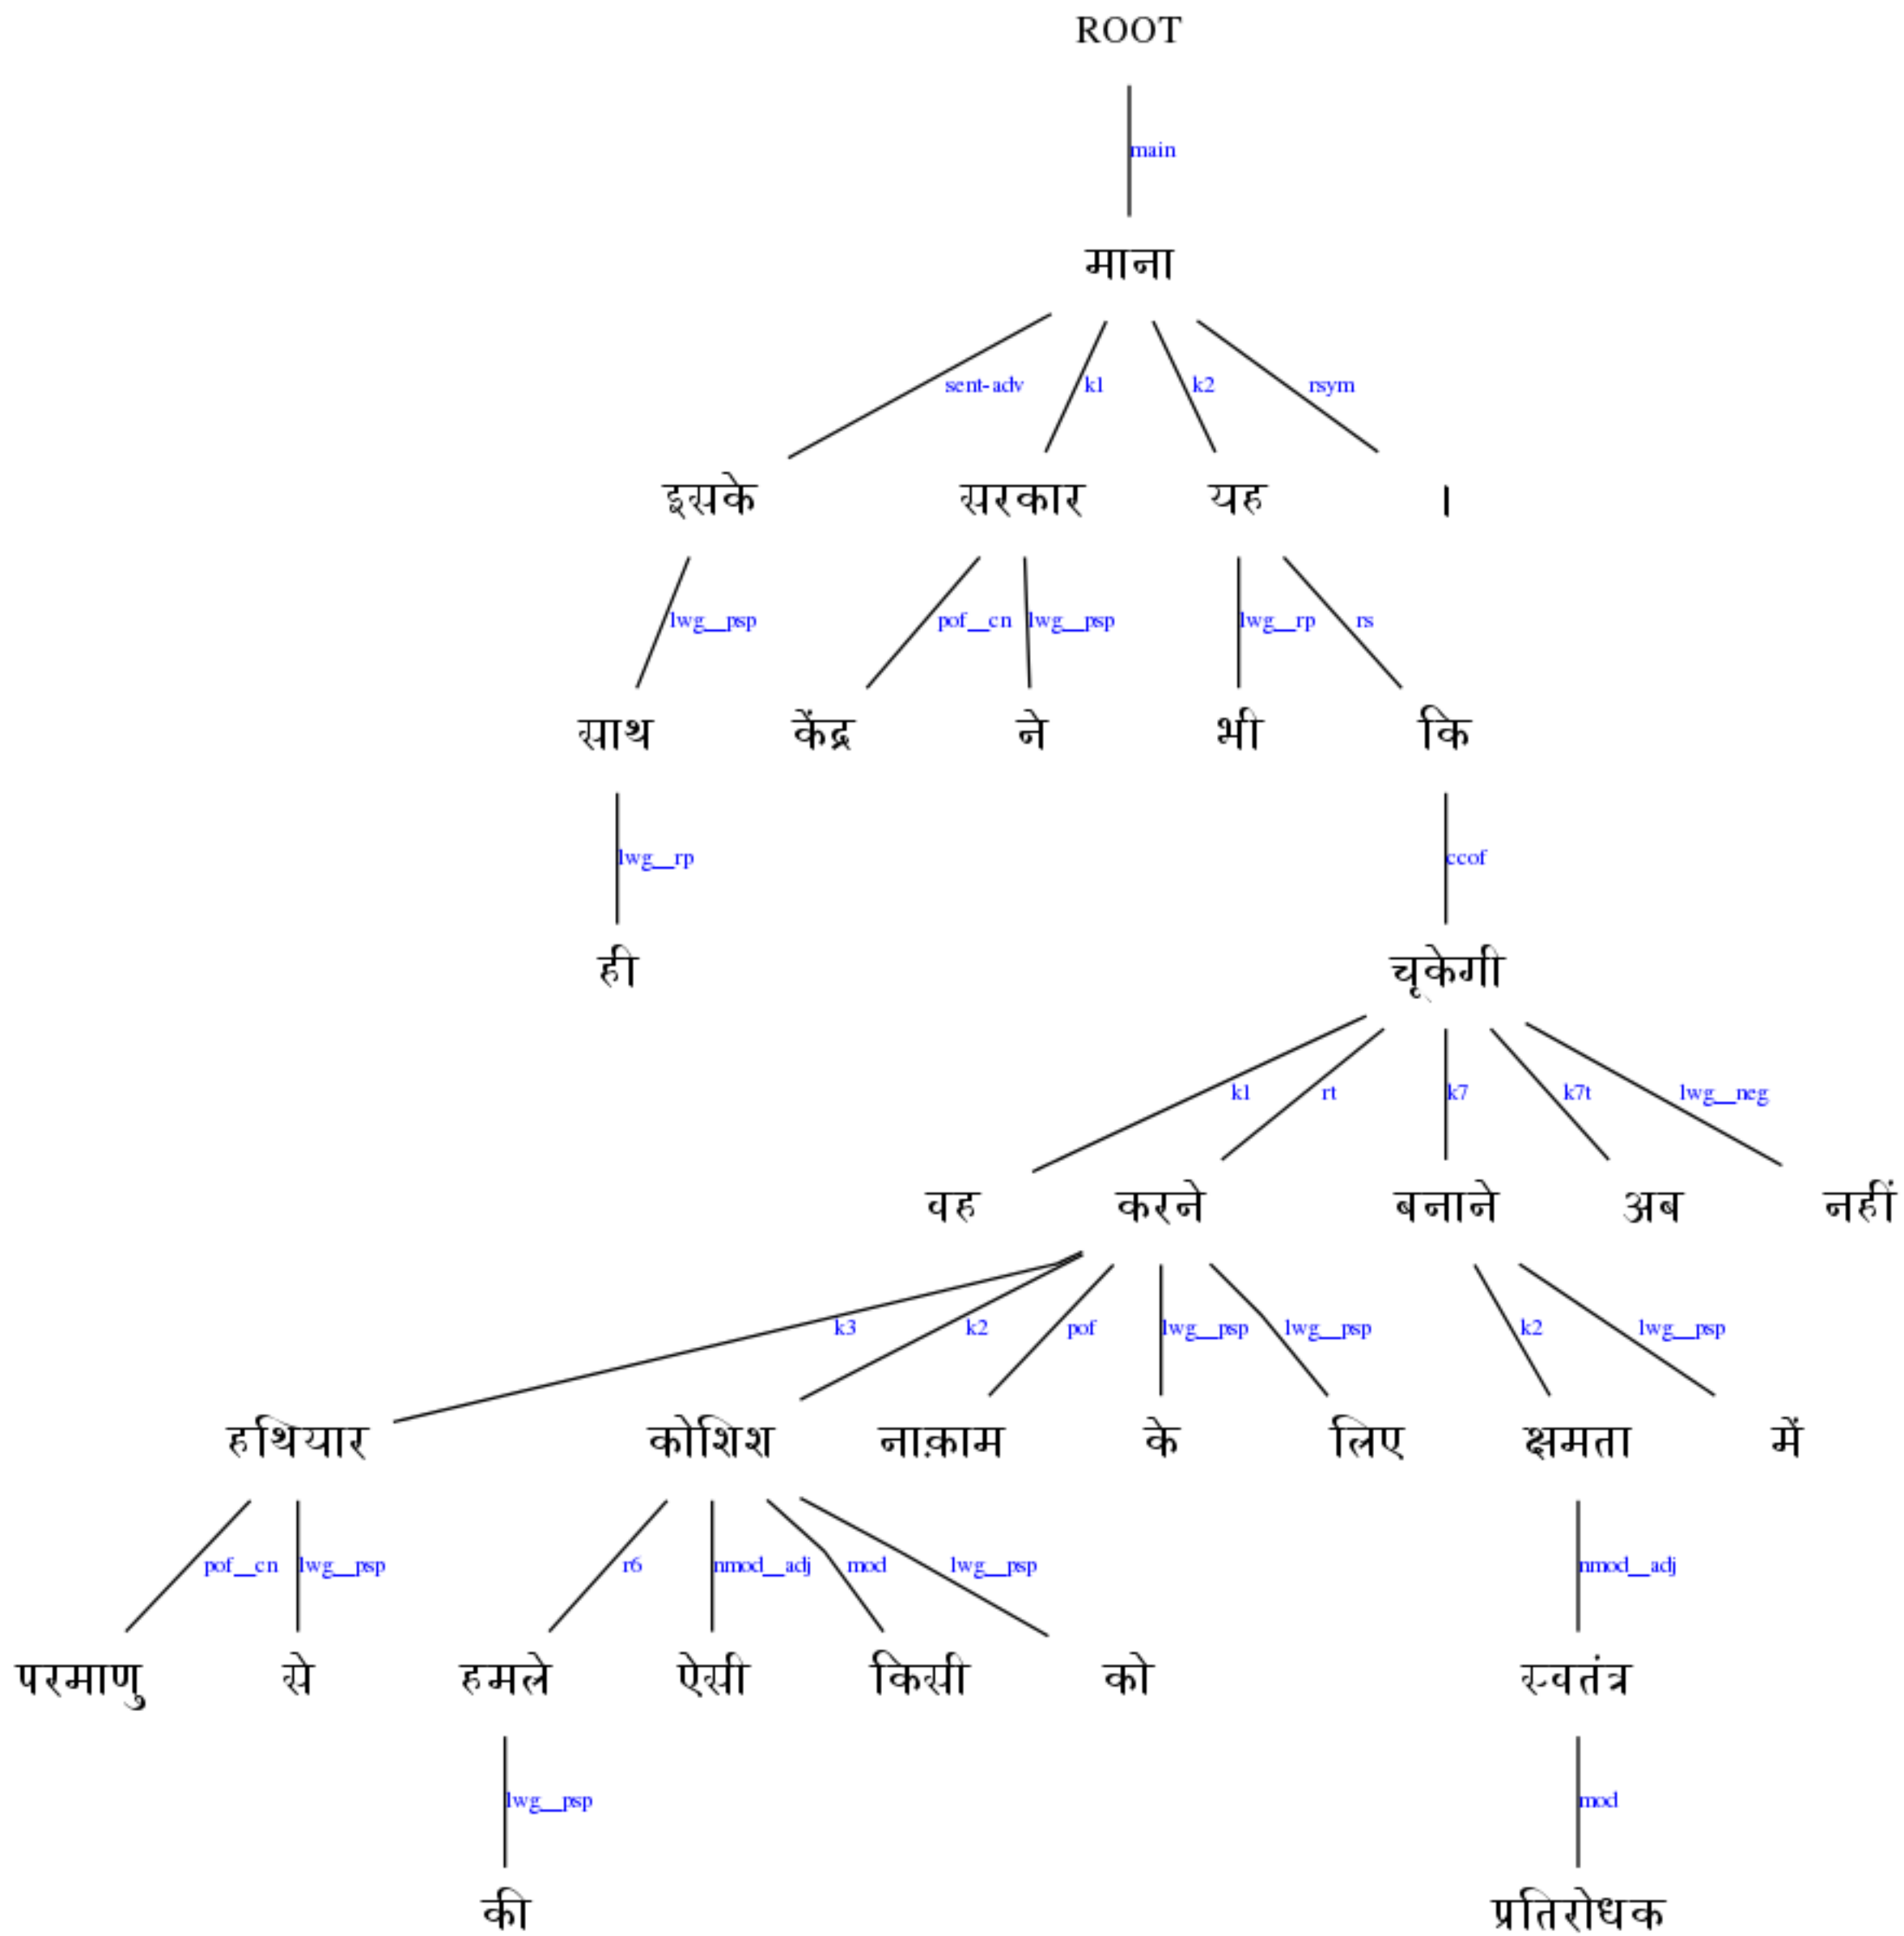 ROOT
main
माना
sent-adv k1 k2 rsym
इसके सरकार यह ।
lwg__psp pof__cn lwg__psp lwg__rp rs
साथ केंद्र ने भी कि
lwg__rp ccof
ही चूकेगी
k1 rt k7 k7t lwg__neg
वह करने बनाने अब नहीं
k3 k2 pof lwg__psp lwg__psp k2 lwg__psp
हथियार कोशिश नाक़ाम के लिए क्षमता में
pof__cn lwg__psp r6 nmod__adj mod lwg__psp nmod__adj
परमाणु से हमले ऐसी किसी को स्वतंत्र
lwg__psp mod
की प्रतिरोधक